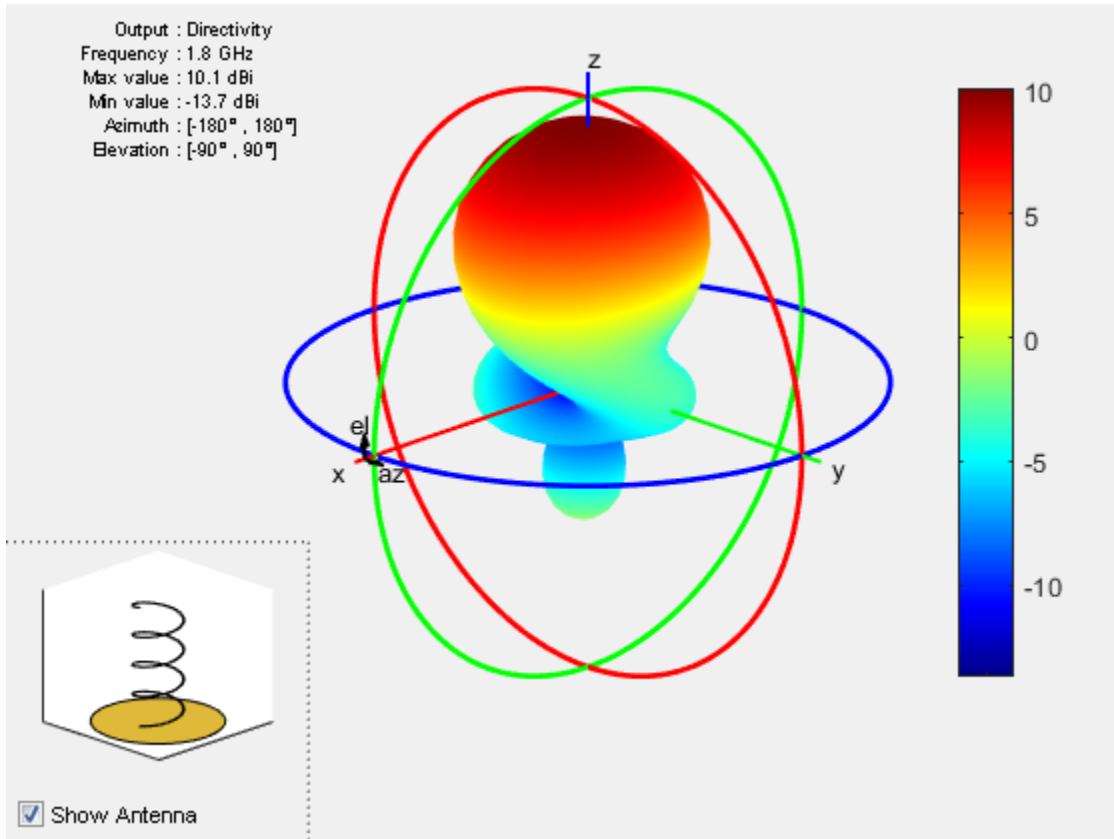 Output : Directivity
Frequency : 1.8 GHz
Max value : 10.1 dBi
Min value : -13.7 dBi
Azimuth : [-180° , 180°]
Elevation : [-90° , 90°]
z
10
5
0
-5
-10
el
x
az
y
Show Antenna